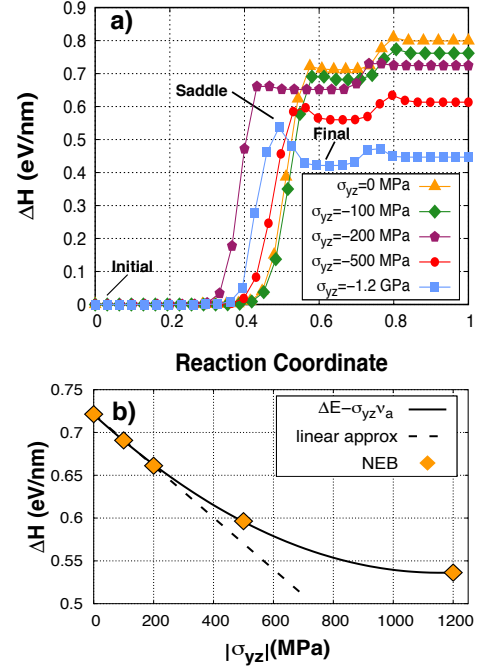 a)
0.9
0.8
0.7
0.6
0.5
0.4
0.3
0.2
0.1
0
ΔH (eV/nm)
Saddle
Final
Initial
σyz=0 MPa
σyz=−100 MPa
σyz=−200 MPa
σyz=−500 MPa
σyz=−1.2 GPa
0 0.2 0.4 0.6 0.8 1
Reaction Coordinate
b)
0.75
0.7
0.65
0.6
0.55
0.5
ΔH (eV/nm)
ΔE−σyzνa
linear approx
NEB
0 200 400 600 800 1000 1200
|σyz|(MPa)